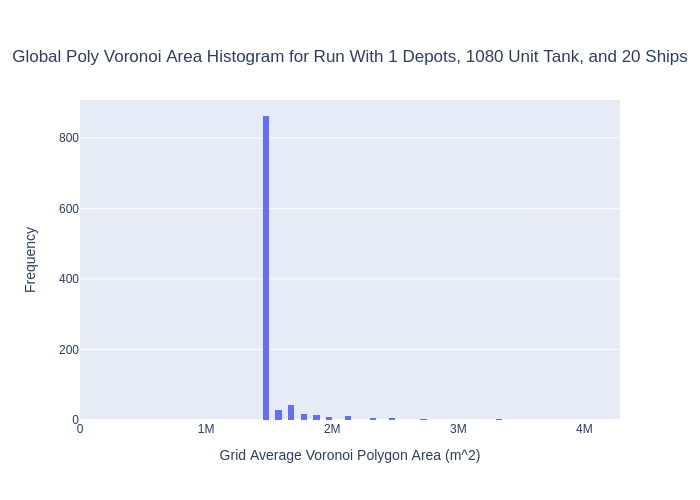 Global Poly Voronoi Area Histogram for Run With 1 Depots, 1080 Unit Tank, and 20 Ships
800
600
400
200
0
Frequency
0 1M 2M 3M 4M
Grid Average Voronoi Polygon Area (m^2)